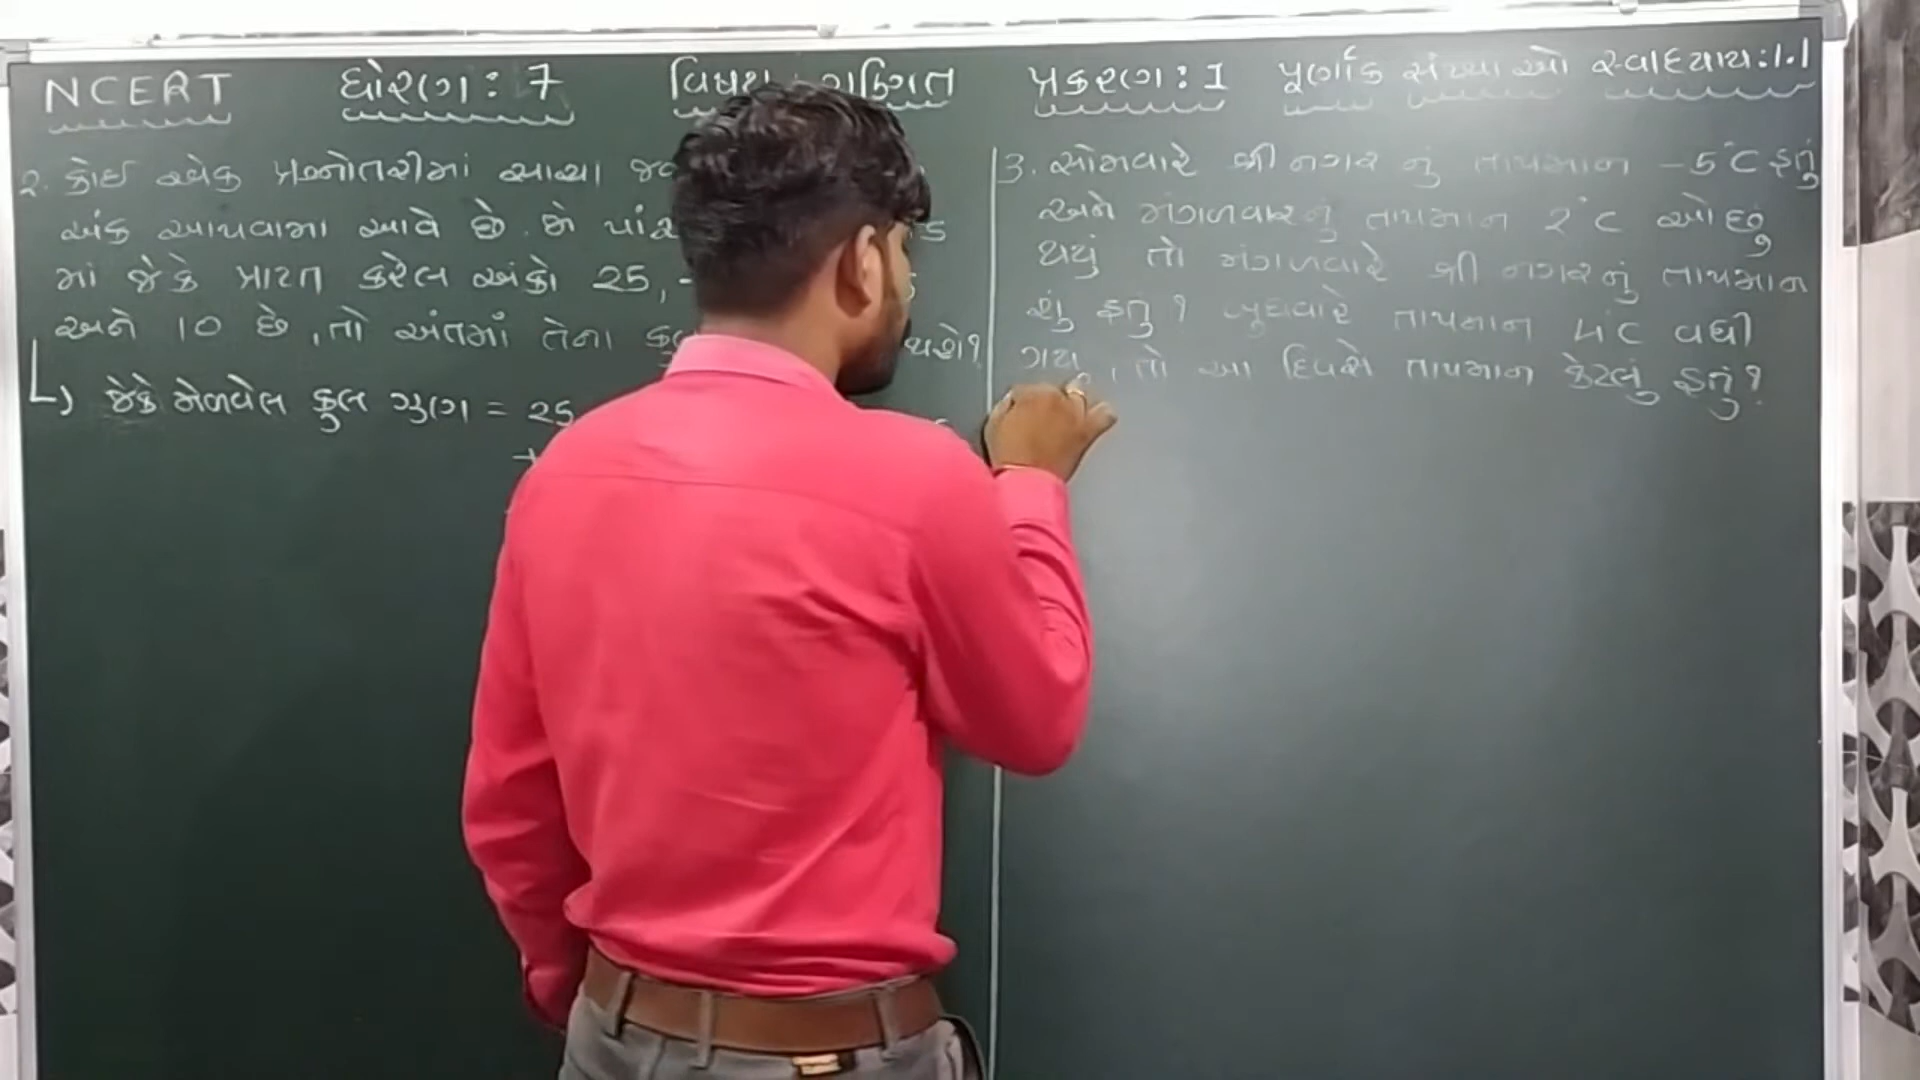 NCERT ધોરણ : 7 વિષય : ગણિત પ્રકરણ : 1 પૂર્ણાંક સંખ્યાઓ સ્વાધ્યાય : 1.1
2. કોઈ એક પ્રશ્નોતરીમાં સાચા
અંક આપવામા આવે છે. જો પાંચ
માં જેકે પ્રાપ્ત કરેલ અંકો 25, -
અને 10 છે, તો અંતમાં તેના થશે?
જેકે મેળવેલ કુલ ગુણ = 25
+
3. સોમવારે શ્રીનગર નું તાપમાન -5°C હતું
અને મંગળવારનું તાપમાન 2°C ઓછું
થયું તો મંગળવારે શ્રીનગરનું તાપમાન
શું હતુ? બુધવારે તાપમાન 4°C વધી
ગયુ, તો આ દિવસે તાપમાન કેટલું હતું?